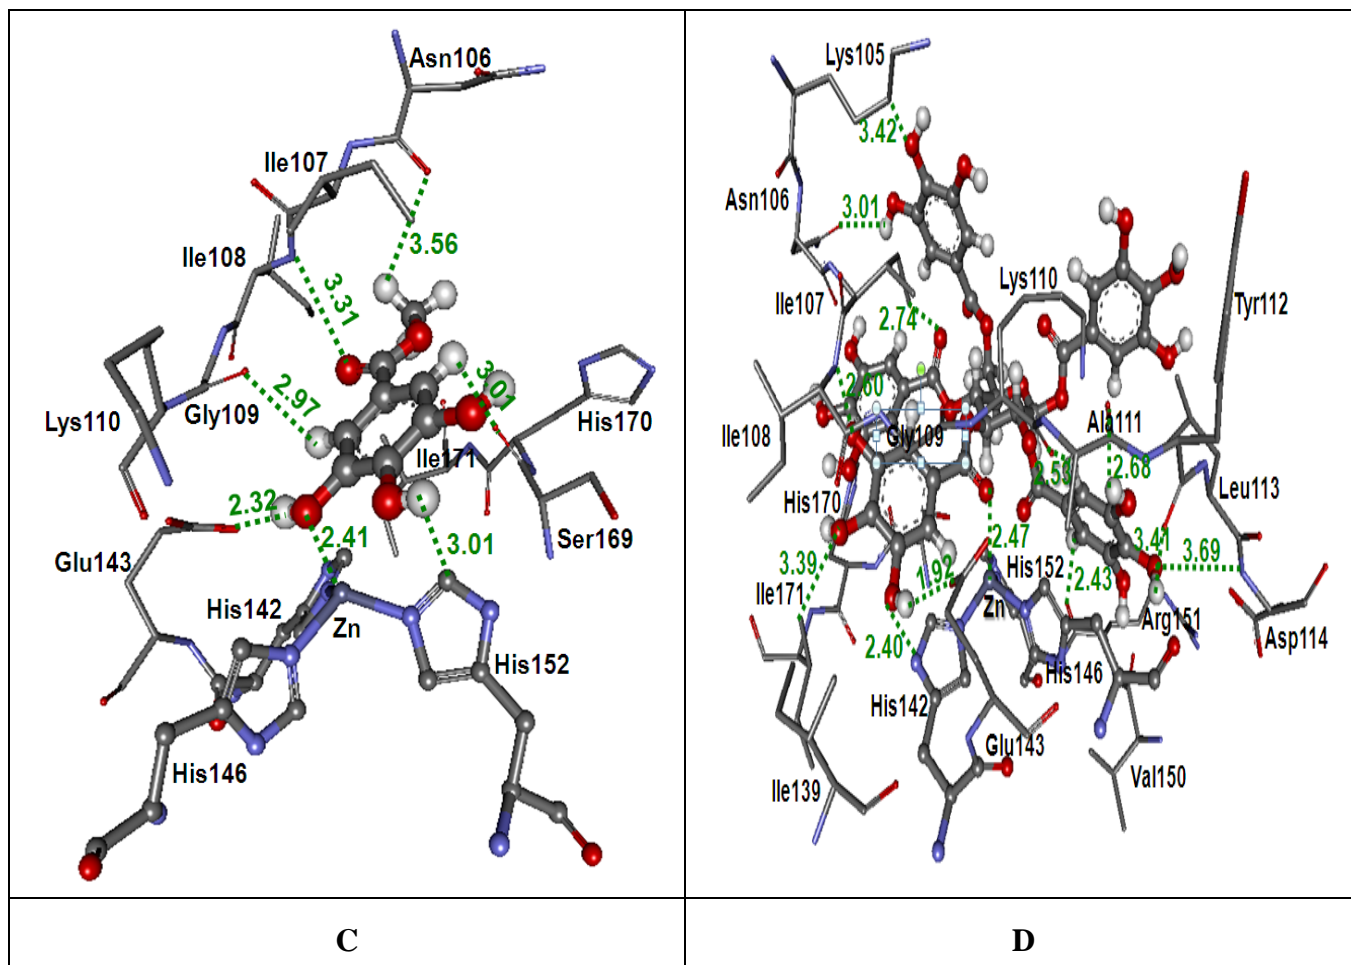 Asn106
Ile107
3.56
Ile108
3.31
3.01
2.97
Lys110
Gly109
His170
Ile171
2.32
2.41
3.01
Ser169
Glu143
His142
Zn
His152
His146
C
Lys105
3.42
Asn106
3.01
Ile107
Lys110
Tyr112
2.74
2.60
Ile108
Gly109
Ala111
2.53
2.68
Leu113
His170
3.39
2.47
3.41
3.69
Ile171
1.92
His152
2.43
Zn
Arg151
Asp114
2.40
His146
His142
Glu143
Val150
Ile139
D